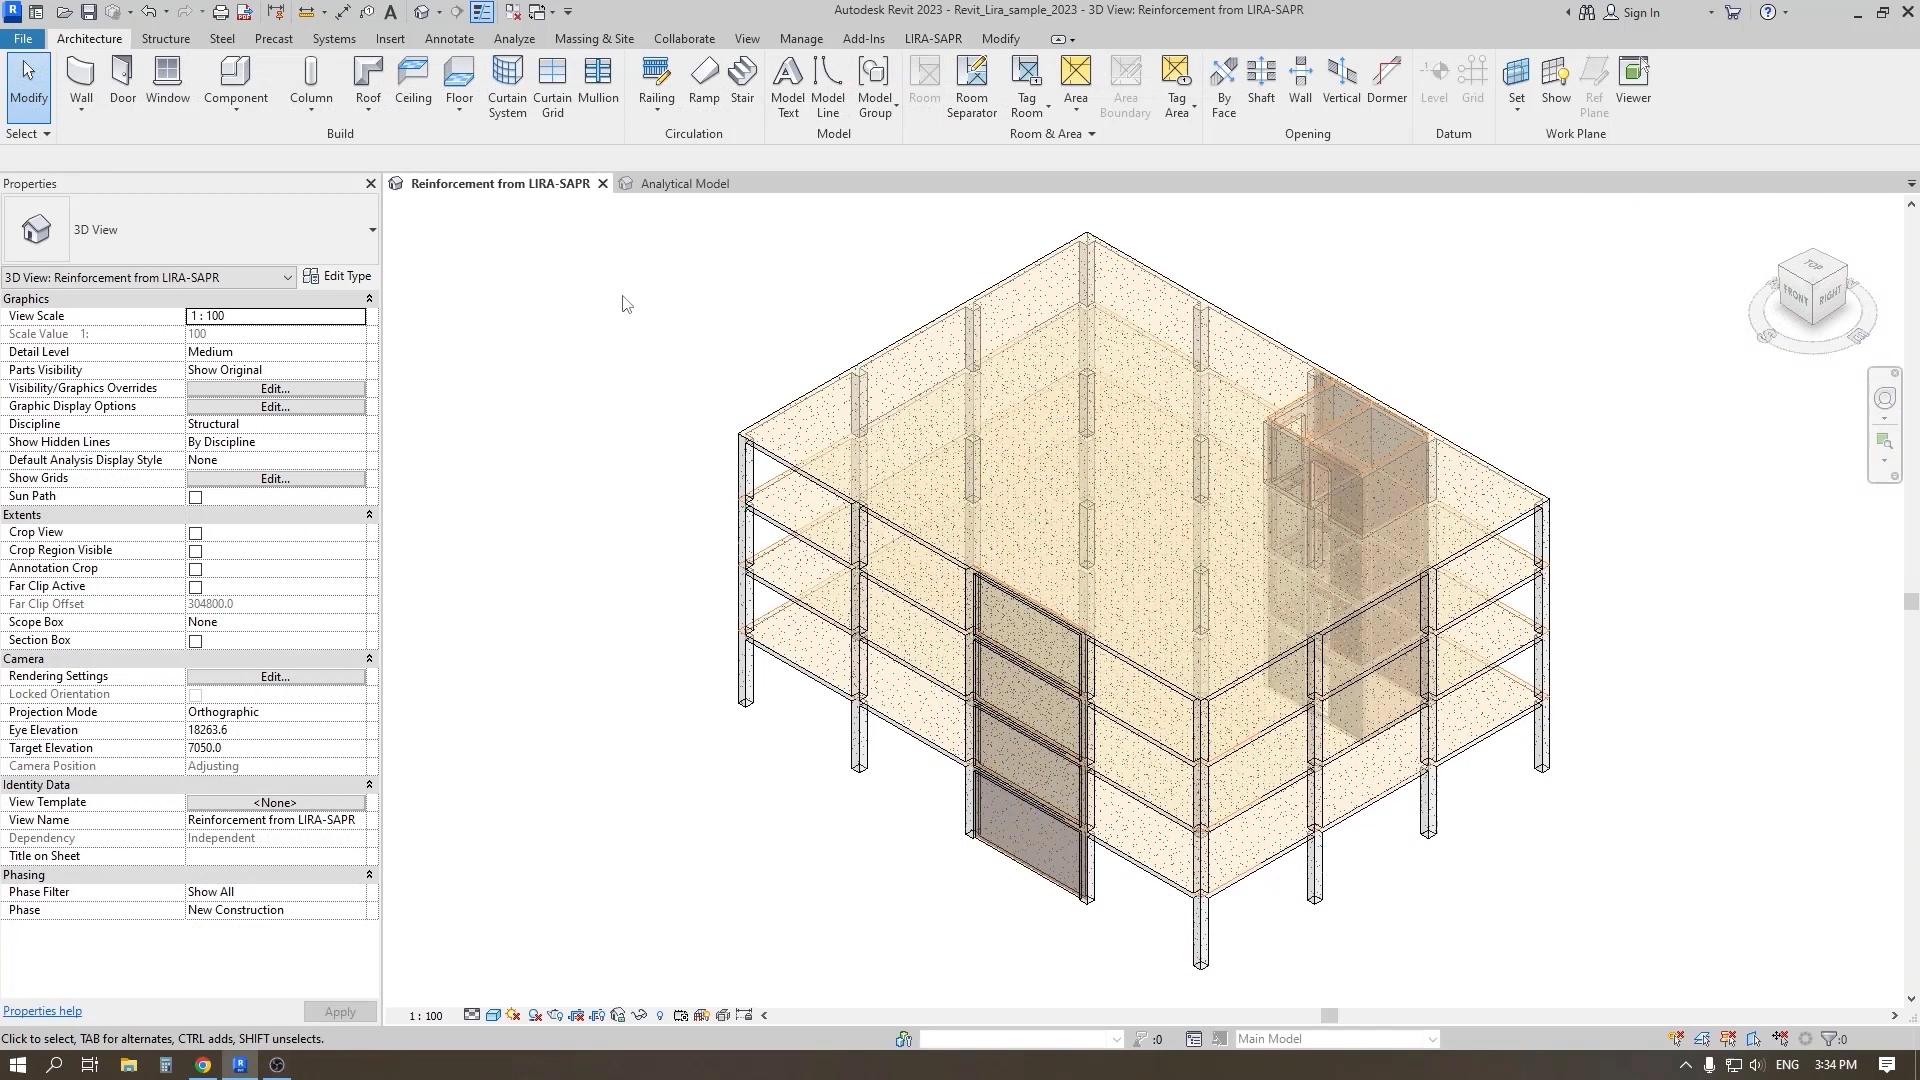 Autodesk Revit 2023 - Revit_Lira_sample_2023 - 3D View: Reinforcement from LIRA-SAPR
Sign In
File Architecture Structure Steel Precast Systems Insert Annotate Analyze Massing & Site Collaborate View Manage Add-Ins LIRA-SAPR Modify
Modify Wall Door Window Component Column Roof Ceiling Floor Curtain System Curtain Grid Mullion Railing Ramp Stair Model Text Model Line Model Group Room Room Separator Tag Room Area Area Boundary Tag Area By Face Shaft Wall Vertical Dormer Level Grid Set Show Ref Plane Viewer
Select Build Circulation Model Room & Area Opening Datum Work Plane
Properties
Reinforcement from LIRA-SAPR Analytical Model
3D View
3D View: Reinforcement from LIRA-SAPR Edit Type
Graphics
View Scale 1 : 100
Scale Value 1: 100
Detail Level Medium
Parts Visibility Show Original
Visibility/Graphics Overrides Edit...
Graphic Display Options Edit...
Discipline Structural
Show Hidden Lines By Discipline
Default Analysis Display Style None
Show Grids Edit...
Sun Path
Extents
Crop View
Crop Region Visible
Annotation Crop
Far Clip Active
Far Clip Offset 304800.0
Scope Box None
Section Box
Camera
Rendering Settings Edit...
Locked Orientation
Projection Mode Orthographic
Eye Elevation 18263.6
Target Elevation 7050.0
Camera Position Adjusting
Identity Data
View Template <None>
View Name Reinforcement from LIRA-SAPR
Dependency Independent
Title on Sheet
Phasing
Phase Filter Show All
Phase New Construction
Properties help Apply
TOP
FRONT RIGHT
1 : 100
Click to select, TAB for alternates, CTRL adds, SHIFT unselects.
:0
Main Model
:0
ENG 3:34 PM